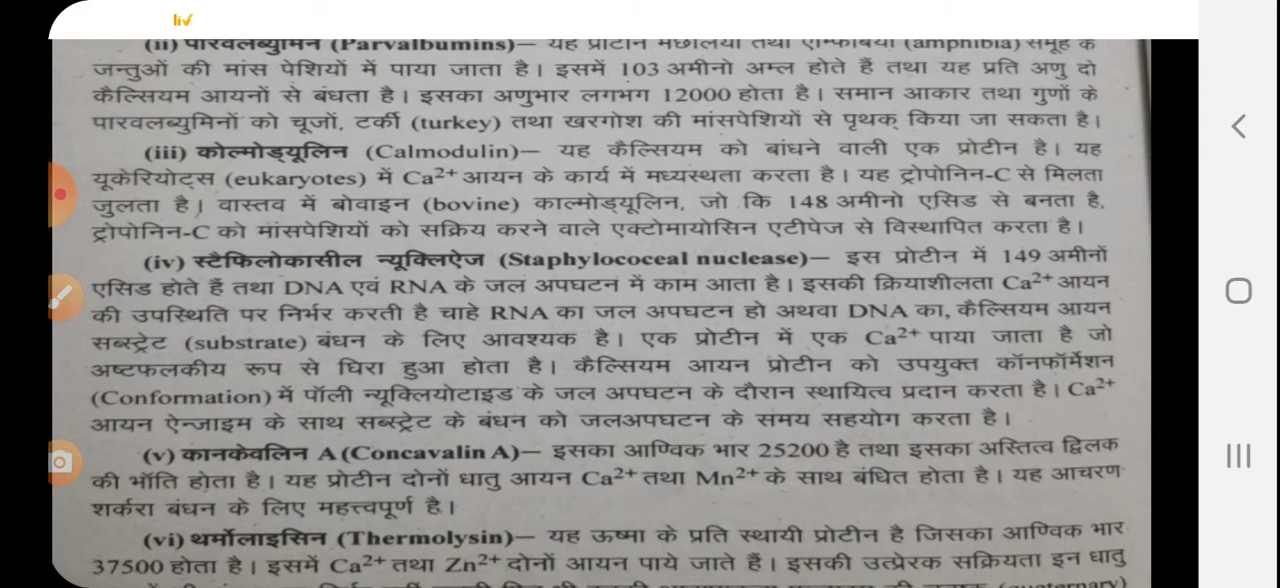 liv
(ii) पारवलब्युमिन (Parvalbumins)— यह प्रोटीन मछलियों तथा एम्फीबिया (amphibia) समूह के
जन्तुओं की मांस पेशियों में पाया जाता है। इसमें 103 अमीनो अम्ल होते हैं तथा यह प्रति अणु दो
कैल्सियम आयनों से बंधता है। इसका अणुभार लगभग 12000 होता है। समान आकार तथा गुणों के
पारवलब्युमिनों को चूजों, टर्की (turkey) तथा खरगोश की मांसपेशियों से पृथक् किया जा सकता है।
(iii) कोल्मोड्यूलिन (Calmodulin)— यह कैल्सियम को बांधने वाली एक प्रोटीन है। यह
यूकेरियोट्स (eukaryotes) में Ca²⁺ आयन के कार्य में मध्यस्थता करता है। यह ट्रोपोनिन-C से मिलता
जुलता है। वास्तव में बोवाइन (bovine) काल्मोड्यूलिन, जो कि 148 अमीनो एसिड से बनता है,
ट्रोपोनिन-C को मांसपेशियों को सक्रिय करने वाले एक्टोमायोसिन एटीपेज से विस्थापित करता है।
(iv) स्टैफिलोकासील न्यूक्लिऐज (Staphylococeal nuclease)— इस प्रोटीन में 149 अमीनों
एसिड होते हैं तथा DNA एवं RNA के जल अपघटन में काम आता है। इसकी क्रियाशीलता Ca²⁺ आयन
की उपस्थिति पर निर्भर करती है चाहे RNA का जल अपघटन हो अथवा DNA का, कैल्सियम आयन
सब्स्ट्रेट (substrate) बंधन के लिए आवश्यक है। एक प्रोटीन में एक Ca²⁺ पाया जाता है जो
अष्टफलकीय रूप से घिरा हुआ होता है। कैल्सियम आयन प्रोटीन को उपयुक्त कॉनफॉर्मेशन
(Conformation) में पॉली न्यूक्लियोटाइड के जल अपघटन के दौरान स्थायित्व प्रदान करता है। Ca²⁺
आयन ऐन्जाइम के साथ सब्स्ट्रेट के बंधन को जलअपघटन के समय सहयोग करता है।
(v) कानकेवलिन A (Concavalin A)— इसका आण्विक भार 25200 है तथा इसका अस्तित्व द्विलक
की भाँति होता है। यह प्रोटीन दोनों धातु आयन Ca²⁺ तथा Mn²⁺ के साथ बंधित होता है। यह आचरण
शर्करा बंधन के लिए महत्त्वपूर्ण है।
(vi) थर्मोलाइसिन (Thermolysin)— यह ऊष्मा के प्रति स्थायी प्रोटीन है जिसका आण्विक भार
37500 होता है। इसमें Ca²⁺ तथा Zn²⁺ दोनों आयन पाये जाते हैं। इसकी उत्प्रेरक सक्रियता इन धातु
(quaternary)